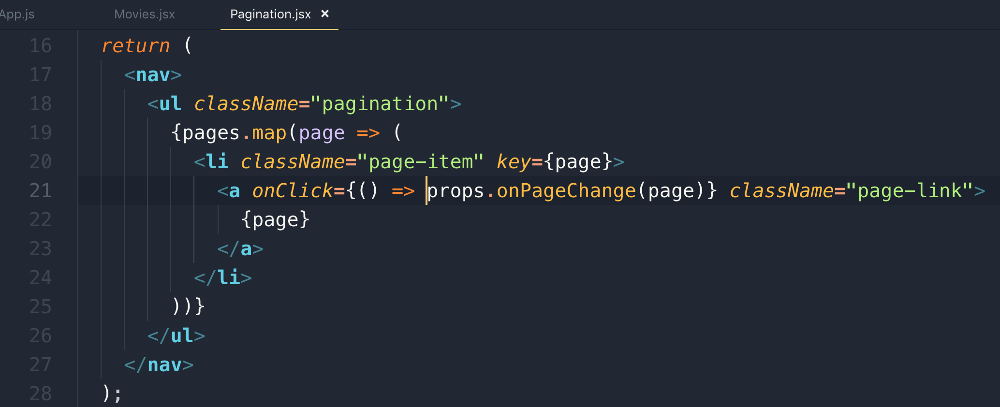 App.js Movies.jsx Pagination.jsx ×
16 return (
17 <nav>
18 <ul className="pagination">
19 {pages.map(page => (
20 <li className="page-item" key={page}>
21 <a onClick={() => props.onPageChange(page)} className="page-link">
22 {page}
23 </a>
24 </li>
25 ))}
26 </ul>
27 </nav>
28 );